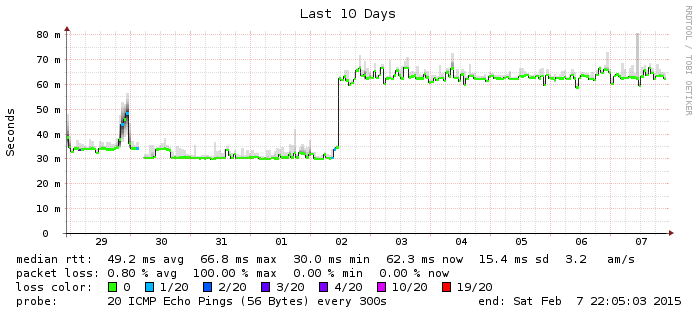 Last 10 Days
RRDTOOL / TOBI OETIKER
Seconds
80 m
70 m
60 m
50 m
40 m
30 m
20 m
10 m
0
29 30 31 01 02 03 04 05 06 07
median rtt: 49.2 ms avg 66.8 ms max 30.0 ms min 62.3 ms now 15.4 ms sd 3.2 am/s
packet loss: 0.80 % avg 100.00 % max 0.00 % min 0.00 % now
loss color: 0 1/20 2/20 3/20 4/20 10/20 19/20
probe: 20 ICMP Echo Pings (56 Bytes) every 300s end: Sat Feb 7 22:05:03 2015